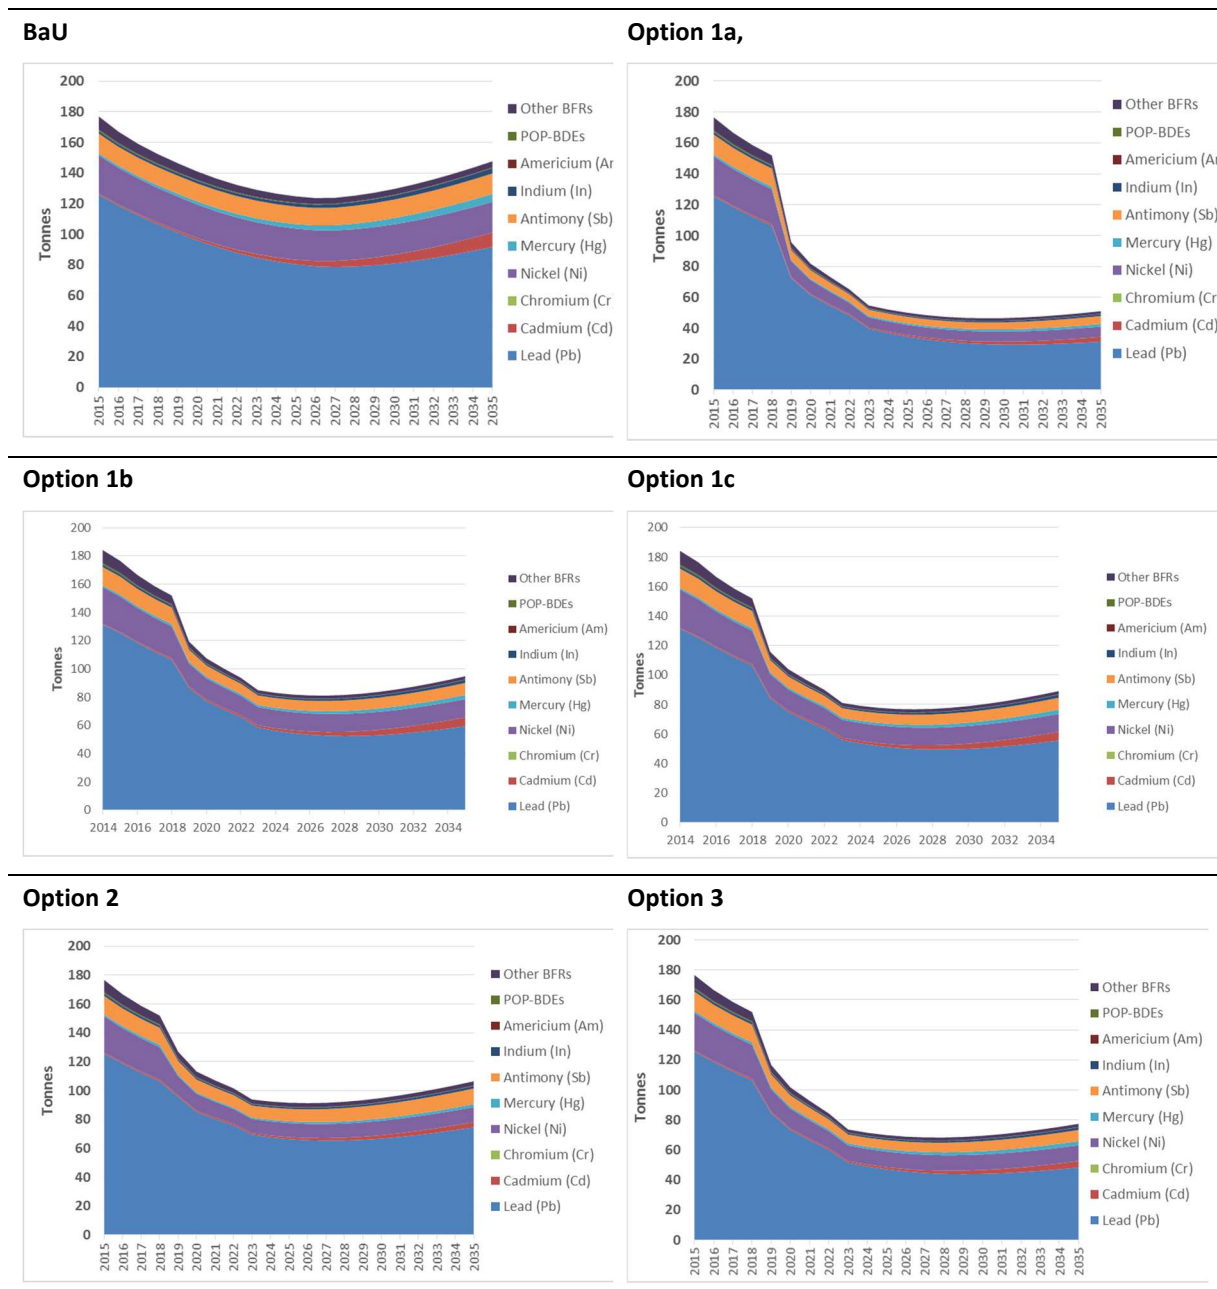 BaU
Option 1a,
200
180
160
140
120
100
80
60
40
20
0
Tonnes
2015 2016 2017 2018 2019 2020 2021 2022 2023 2024 2025 2026 2027 2028 2029 2030 2031 2032 2033 2034 2035
Other BFRs
POP-BDEs
Americium (Ar
Indium (In)
Antimony (Sb)
Mercury (Hg)
Nickel (Ni)
Chromium (Cr
Cadmium (Cd)
Lead (Pb)
200
180
160
140
120
100
80
60
40
20
0
Tonnes
2015 2016 2017 2018 2019 2020 2021 2022 2023 2024 2025 2026 2027 2028 2029 2030 2031 2032 2033 2034 2035
Other BFRs
POP-BDEs
Americium (Ar
Indium (In)
Antimony (Sb)
Mercury (Hg)
Nickel (Ni)
Chromium (Cr
Cadmium (Cd)
Lead (Pb)
Option 1b
Option 1c
200
180
160
140
120
100
80
60
40
20
0
Tonnes
2014 2016 2018 2020 2022 2024 2026 2028 2030 2032 2034
Other BFRs
POP-BDEs
Americium (Am)
Indium (In)
Antimony (Sb)
Mercury (Hg)
Nickel (Ni)
Chromium (Cr)
Cadmium (Cd)
Lead (Pb)
200
180
160
140
120
100
80
60
40
20
0
Tonnes
2014 2016 2018 2020 2022 2024 2026 2028 2030 2032 2034
Other BFRs
POP-BDEs
Americium (Am)
Indium (In)
Antimony (Sb)
Mercury (Hg)
Nickel (Ni)
Chromium (Cr)
Cadmium (Cd)
Lead (Pb)
Option 2
Option 3
200
180
160
140
120
100
80
60
40
20
0
Tonnes
2015 2016 2017 2018 2019 2020 2021 2022 2023 2024 2025 2026 2027 2028 2029 2030 2031 2032 2033 2034 2035
Other BFRs
POP-BDEs
Americium (Am)
Indium (In)
Antimony (Sb)
Mercury (Hg)
Nickel (Ni)
Chromium (Cr)
Cadmium (Cd)
Lead (Pb)
200
180
160
140
120
100
80
60
40
20
0
Tonnes
2015 2016 2017 2018 2019 2020 2021 2022 2023 2024 2025 2026 2027 2028 2029 2030 2031 2032 2033 2034 2035
Other BFRs
POP-BDEs
Americium (Am)
Indium (In)
Antimony (Sb)
Mercury (Hg)
Nickel (Ni)
Chromium (Cr)
Cadmium (Cd)
Lead (Pb)